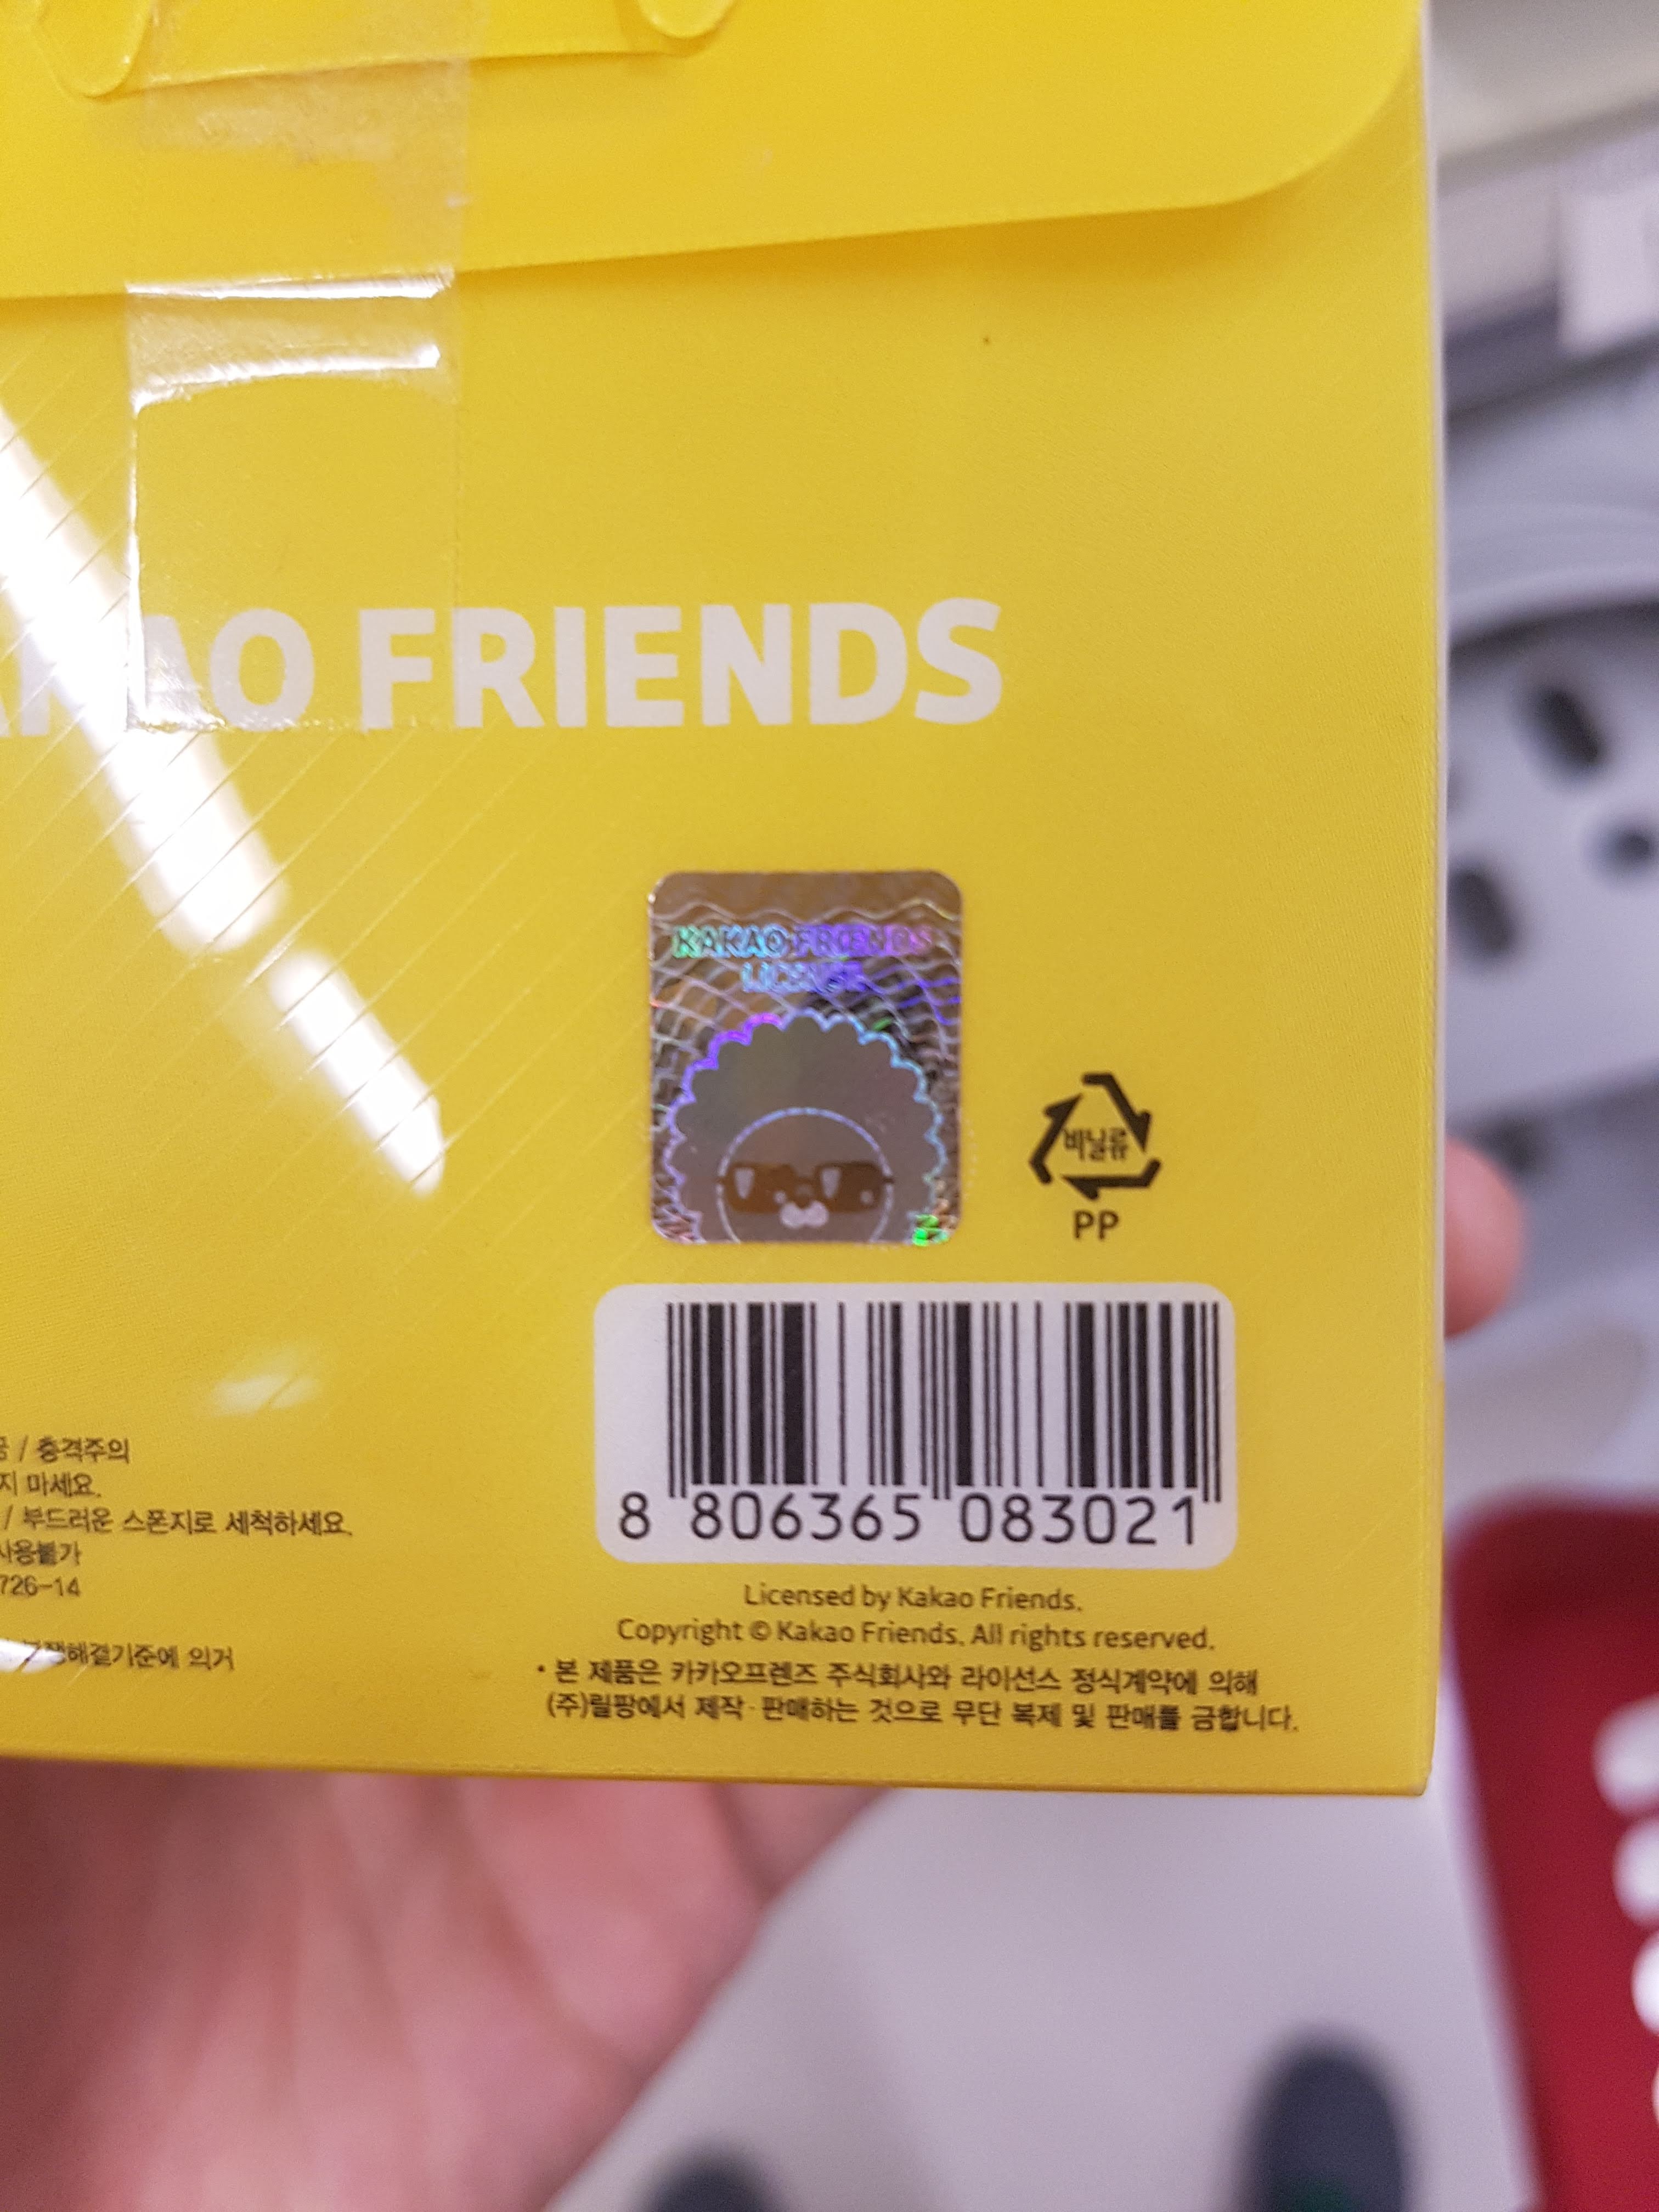 KAKAO FRIENDS
KAKAO FRIENDS
LICENSE
비닐류
PP
8 806365 083021
/ 충격주의
지 마세요.
/ 부드러운 스폰지로 세척하세요.
사용불가
726-14
해결기준에 의거
Licensed by Kakao Friends.
Copyright © Kakao Friends. All rights reserved.
• 본 제품은 카카오프렌즈 주식회사와 라이선스 정식계약에 의해
(주)릴팡에서 제작·판매하는 것으로 무단 복제 및 판매를 금합니다.